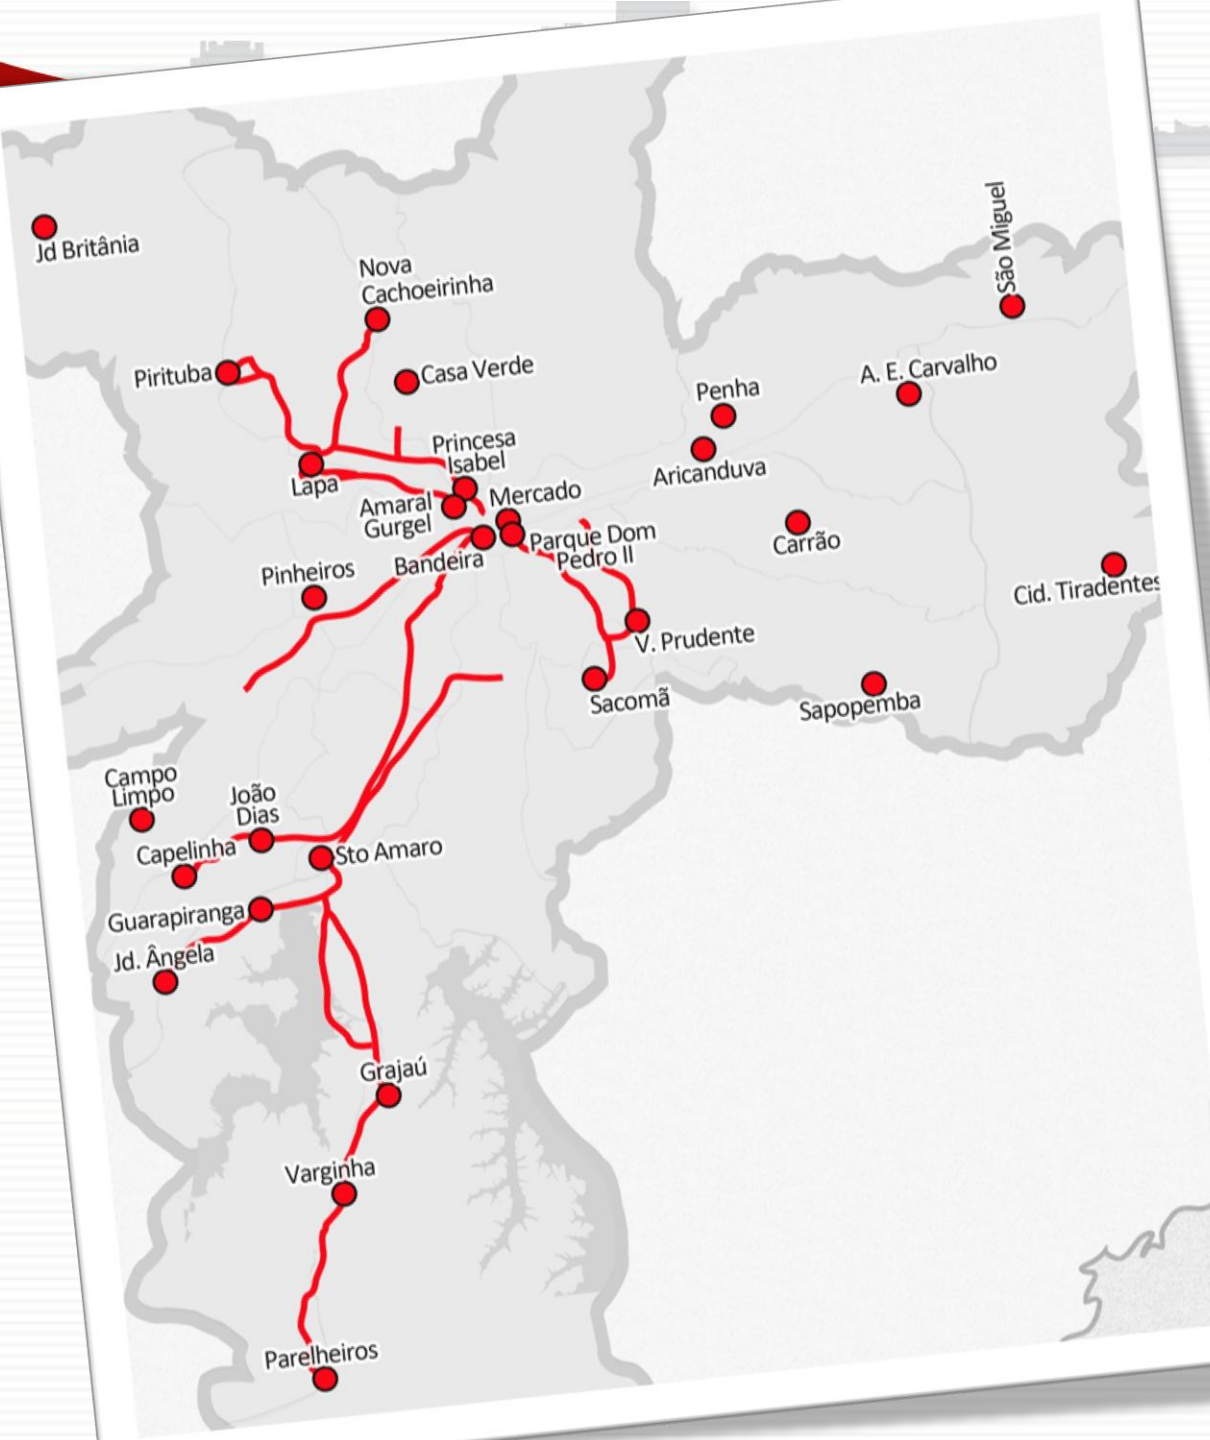 São Miguel
Jd Britânia
Nova
Cachoeirinha
Pirituba
Casa Verde
A. E. Carvalho
Penha
Princesa
Isabel
Aricanduva
Lapa
Mercado
Amaral
Gurgel
Parque Dom
Pedro II
Carrão
Bandeira
Pinheiros
Cid. Tiradentes
V. Prudente
Sacomã
Sapopemba
Campo
Limpo
João
Dias
Capelinha
Sto Amaro
Guarapiranga
Jd. Ângela
Grajaú
Varginha
Parelheiros